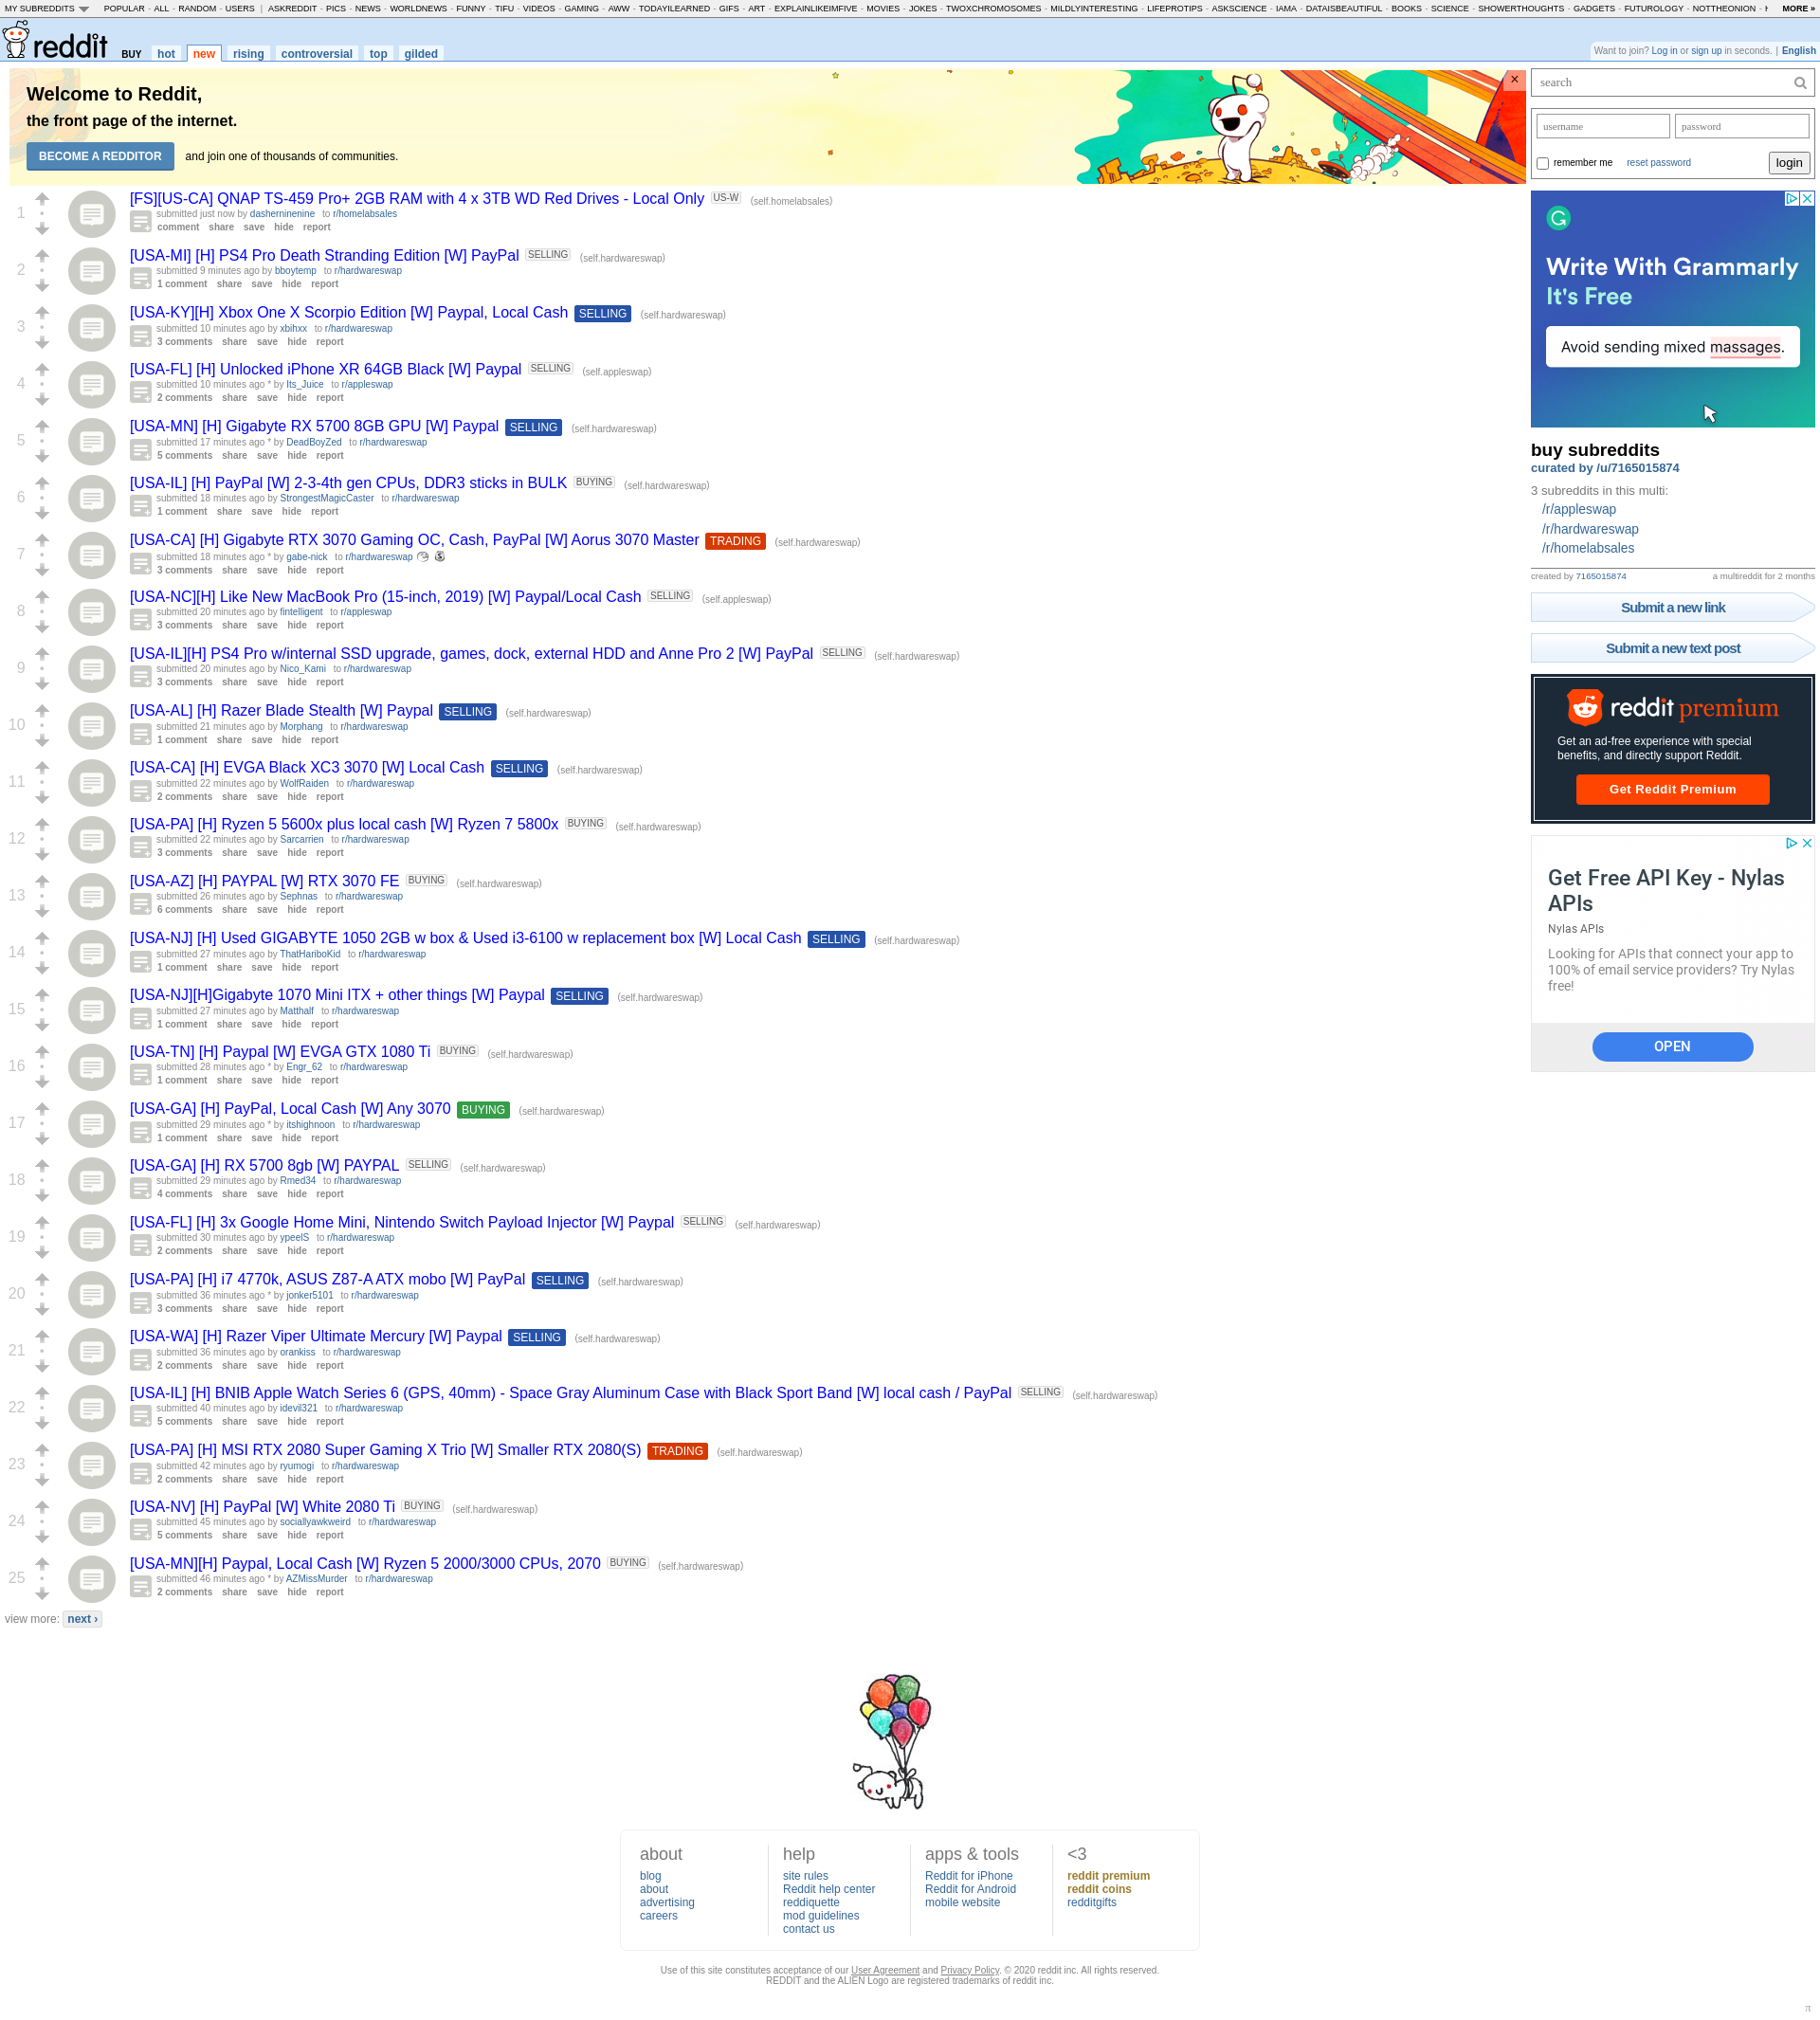 MY SUBREDDITS POPULAR - ALL - RANDOM - USERS | ASKREDDIT - PICS - NEWS - WORLDNEWS - FUNNY - TIFU - VIDEOS - GAMING - AWW - TODAYILEARNED - GIFS - ART - EXPLAINLIKEIMFIVE - MOVIES - JOKES - TWOXCHROMOSOMES - MILDLYINTERESTING - LIFEPROTIPS - ASKSCIENCE - IAMA - DATAISBEAUTIFUL - BOOKS - SCIENCE - SHOWERTHOUGHTS - GADGETS - FUTUROLOGY - NOTTHEONION - MORE »
reddit BUY hot new rising controversial top gilded
Want to join? Log in or sign up in seconds. | English
Welcome to Reddit,
the front page of the internet.
BECOME A REDDITOR and join one of thousands of communities.
×
1
[FS][US-CA] QNAP TS-459 Pro+ 2GB RAM with 4 x 3TB WD Red Drives - Local Only US-W (self.homelabsales)
submitted just now by dasherninenine to r/homelabsales
comment share save hide report
2
[USA-MI] [H] PS4 Pro Death Stranding Edition [W] PayPal SELLING (self.hardwareswap)
submitted 9 minutes ago by bboytemp to r/hardwareswap
1 comment share save hide report
3
[USA-KY][H] Xbox One X Scorpio Edition [W] Paypal, Local Cash SELLING (self.hardwareswap)
submitted 10 minutes ago by xbihxx to r/hardwareswap
3 comments share save hide report
4
[USA-FL] [H] Unlocked iPhone XR 64GB Black [W] Paypal SELLING (self.appleswap)
submitted 10 minutes ago * by Its_Juice to r/appleswap
2 comments share save hide report
5
[USA-MN] [H] Gigabyte RX 5700 8GB GPU [W] Paypal SELLING (self.hardwareswap)
submitted 17 minutes ago * by DeadBoyZed to r/hardwareswap
5 comments share save hide report
6
[USA-IL] [H] PayPal [W] 2-3-4th gen CPUs, DDR3 sticks in BULK BUYING (self.hardwareswap)
submitted 18 minutes ago by StrongestMagicCaster to r/hardwareswap
1 comment share save hide report
7
[USA-CA] [H] Gigabyte RTX 3070 Gaming OC, Cash, PayPal [W] Aorus 3070 Master TRADING (self.hardwareswap)
submitted 18 minutes ago * by gabe-nick to r/hardwareswap
3 comments share save hide report
8
[USA-NC][H] Like New MacBook Pro (15-inch, 2019) [W] Paypal/Local Cash SELLING (self.appleswap)
submitted 20 minutes ago by fintelligent to r/appleswap
3 comments share save hide report
9
[USA-IL][H] PS4 Pro w/internal SSD upgrade, games, dock, external HDD and Anne Pro 2 [W] PayPal SELLING (self.hardwareswap)
submitted 20 minutes ago by Nico_Kami to r/hardwareswap
3 comments share save hide report
10
[USA-AL] [H] Razer Blade Stealth [W] Paypal SELLING (self.hardwareswap)
submitted 21 minutes ago by Morphang to r/hardwareswap
1 comment share save hide report
11
[USA-CA] [H] EVGA Black XC3 3070 [W] Local Cash SELLING (self.hardwareswap)
submitted 22 minutes ago by WolfRaiden to r/hardwareswap
2 comments share save hide report
12
[USA-PA] [H] Ryzen 5 5600x plus local cash [W] Ryzen 7 5800x BUYING (self.hardwareswap)
submitted 22 minutes ago by Sarcarrien to r/hardwareswap
3 comments share save hide report
13
[USA-AZ] [H] PAYPAL [W] RTX 3070 FE BUYING (self.hardwareswap)
submitted 26 minutes ago by Sephnas to r/hardwareswap
6 comments share save hide report
14
[USA-NJ] [H] Used GIGABYTE 1050 2GB w box & Used i3-6100 w replacement box [W] Local Cash SELLING (self.hardwareswap)
submitted 27 minutes ago by ThatHariboKid to r/hardwareswap
1 comment share save hide report
15
[USA-NJ][H]Gigabyte 1070 Mini ITX + other things [W] Paypal SELLING (self.hardwareswap)
submitted 27 minutes ago by Matthalf to r/hardwareswap
1 comment share save hide report
16
[USA-TN] [H] Paypal [W] EVGA GTX 1080 Ti BUYING (self.hardwareswap)
submitted 28 minutes ago * by Engr_62 to r/hardwareswap
1 comment share save hide report
17
[USA-GA] [H] PayPal, Local Cash [W] Any 3070 BUYING (self.hardwareswap)
submitted 29 minutes ago * by itshighnoon to r/hardwareswap
1 comment share save hide report
18
[USA-GA] [H] RX 5700 8gb [W] PAYPAL SELLING (self.hardwareswap)
submitted 29 minutes ago by Rmed34 to r/hardwareswap
4 comments share save hide report
19
[USA-FL] [H] 3x Google Home Mini, Nintendo Switch Payload Injector [W] Paypal SELLING (self.hardwareswap)
submitted 30 minutes ago by ypeelS to r/hardwareswap
2 comments share save hide report
20
[USA-PA] [H] i7 4770k, ASUS Z87-A ATX mobo [W] PayPal SELLING (self.hardwareswap)
submitted 36 minutes ago * by jonker5101 to r/hardwareswap
3 comments share save hide report
21
[USA-WA] [H] Razer Viper Ultimate Mercury [W] Paypal SELLING (self.hardwareswap)
submitted 36 minutes ago by orankiss to r/hardwareswap
2 comments share save hide report
22
[USA-IL] [H] BNIB Apple Watch Series 6 (GPS, 40mm) - Space Gray Aluminum Case with Black Sport Band [W] local cash / PayPal SELLING (self.hardwareswap)
submitted 40 minutes ago by idevil321 to r/hardwareswap
5 comments share save hide report
23
[USA-PA] [H] MSI RTX 2080 Super Gaming X Trio [W] Smaller RTX 2080(S) TRADING (self.hardwareswap)
submitted 42 minutes ago by ryumogi to r/hardwareswap
2 comments share save hide report
24
[USA-NV] [H] PayPal [W] White 2080 Ti BUYING (self.hardwareswap)
submitted 45 minutes ago by sociallyawkweird to r/hardwareswap
5 comments share save hide report
25
[USA-MN][H] Paypal, Local Cash [W] Ryzen 5 2000/3000 CPUs, 2070 BUYING (self.hardwareswap)
submitted 46 minutes ago * by AZMissMurder to r/hardwareswap
2 comments share save hide report
view more: next ›
search
username password
remember me reset password login
Write With Grammarly
It's Free
Avoid sending mixed massages.
buy subreddits
curated by /u/7165015874
3 subreddits in this multi:
/r/appleswap
/r/hardwareswap
/r/homelabsales
created by 7165015874 a multireddit for 2 months
Submit a new link
Submit a new text post
reddit premium
Get an ad-free experience with special
benefits, and directly support Reddit.
Get Reddit Premium
Get Free API Key - Nylas
APIs
Nylas APIs
Looking for APIs that connect your app to
100% of email service providers? Try Nylas
free!
OPEN
about
blog
about
advertising
careers
help
site rules
Reddit help center
reddiquette
mod guidelines
contact us
apps & tools
Reddit for iPhone
Reddit for Android
mobile website
<3
reddit premium
reddit coins
redditgifts
Use of this site constitutes acceptance of our User Agreement and Privacy Policy. © 2020 reddit inc. All rights reserved.
REDDIT and the ALIEN Logo are registered trademarks of reddit inc.
π